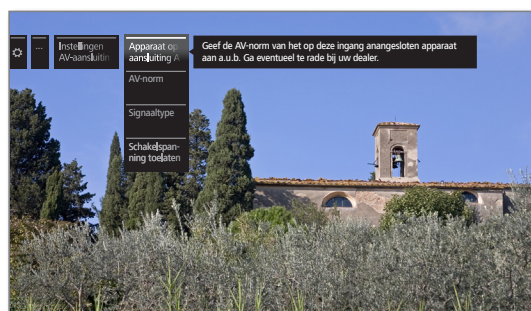 ...
Instellingen
AV-aansluitin
Apparaat op
aansluiting A
Geef de AV-norm van het op deze ingang anangesloten apparaat
aan a.u.b. Ga eventueel te rade bij uw dealer.
AV-norm
Signaaltype
Schakelspan-
ning toelaten